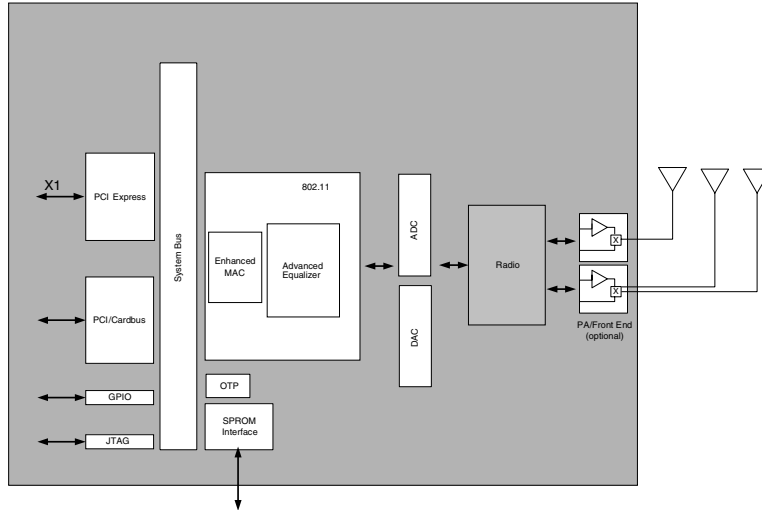 X1
PCI Express
PCI/Cardbus
GPIO
JTAG
System Bus
802.11
Enhanced
MAC
Advanced
Equalizer
OTP
SPROM
Interface
ADC
DAC
Radio
X
X
PA/Front End
(optional)